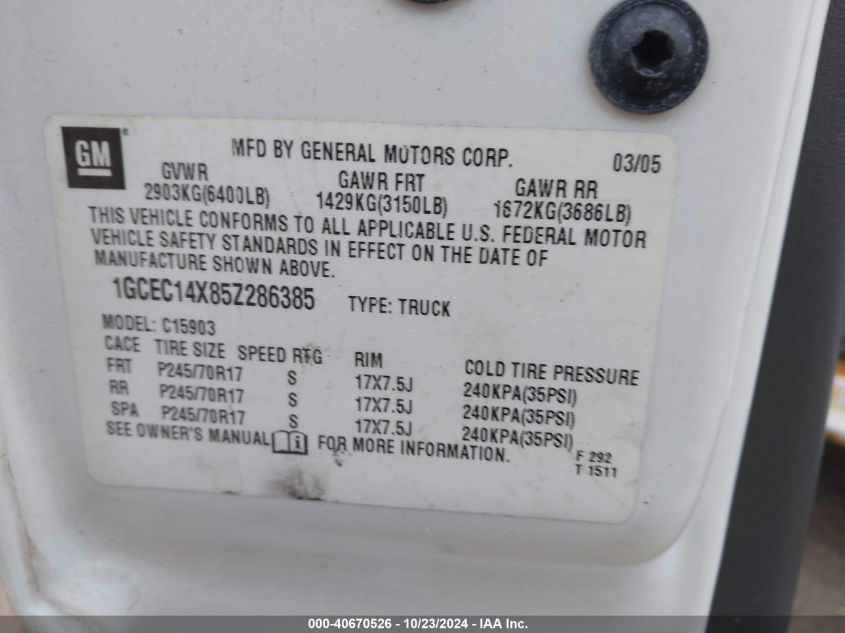 GM
MFD BY GENERAL MOTORS CORP. 03/05
GVWR GAWR FRT GAWR RR
2903KG(6400LB) 1429KG(3150LB) 1672KG(3686LB)
THIS VEHICLE CONFORMS TO ALL APPLICABLE U.S. FEDERAL MOTOR
VEHICLE SAFETY STANDARDS IN EFFECT ON THE DATE OF
MANUFACTURE SHOWN ABOVE.
1GCEC14X85Z286385 TYPE: TRUCK
MODEL: C15903
CACE TIRE SIZE SPEED RTG RIM COLD TIRE PRESSURE
FRT P245/70R17 S 17X7.5J 240KPA(35PSI)
RR P245/70R17 S 17X7.5J 240KPA(35PSI)
SPA P245/70R17 S 17X7.5J 240KPA(35PSI)
SEE OWNER'S MANUAL i FOR MORE INFORMATION.
F 292
T 1511
000-40670526 - 10/23/2024 - IAA Inc.